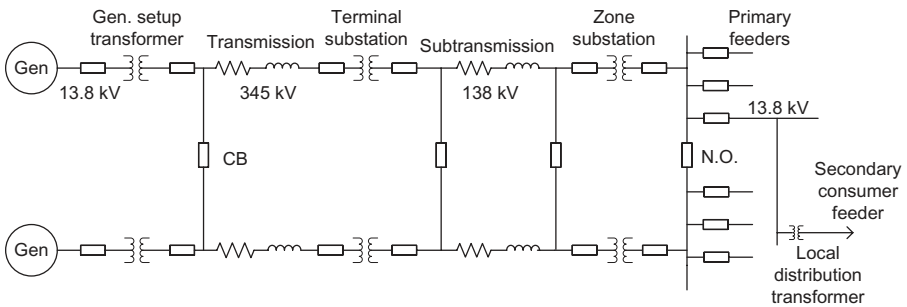 Gen. setup
transformer
Transmission
Terminal
substation
Subtransmission
Zone
substation
Primary
feeders
Gen
13.8 kV
345 kV
138 kV
13.8 kV
CB
N.O.
Secondary
consumer
feeder
Gen
Local
distribution
transformer